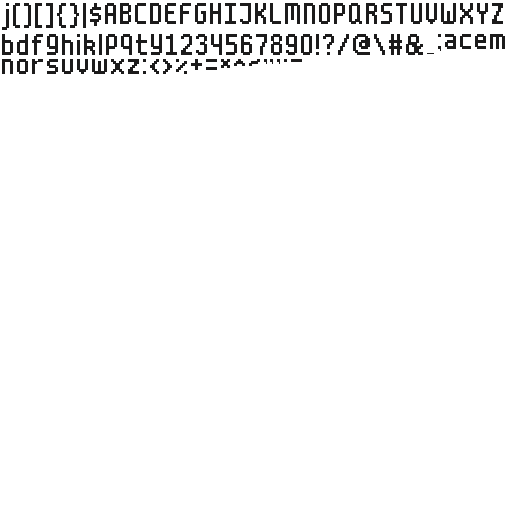 j()[]{}|$ABCDEFGHIJKLMNOPQRSTUVWXYZ
bdfghiklpqty1234567890!?/@\#&_;acem
norsuvwxz:<>%+=*^~"'-